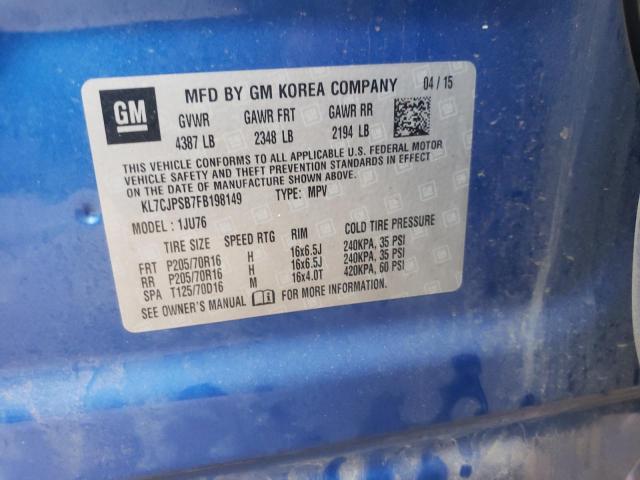 GM
MFD BY GM KOREA COMPANY 04 / 15
GVWR GAWR FRT GAWR RR
4387 LB 2348 LB 2194 LB
THIS VEHICLE CONFORMS TO ALL APPLICABLE U.S. FEDERAL MOTOR
VEHICLE SAFETY AND THEFT PREVENTION STANDARDS IN
EFFECT ON THE DATE OF MANUFACTURE SHOWN ABOVE.
KL7CJPSB7FB198149 TYPE: MPV
MODEL : 1JU76
TIRE SIZE SPEED RTG RIM COLD TIRE PRESSURE
FRT P205/70R16 H 16x6.5J 240KPA, 35 PSI
RR P205/70R16 H 16x6.5J 240KPA, 35 PSI
SPA T125/70D16 M 16x4.0T 420KPA, 60 PSI
SEE OWNER'S MANUAL FOR MORE INFORMATION.